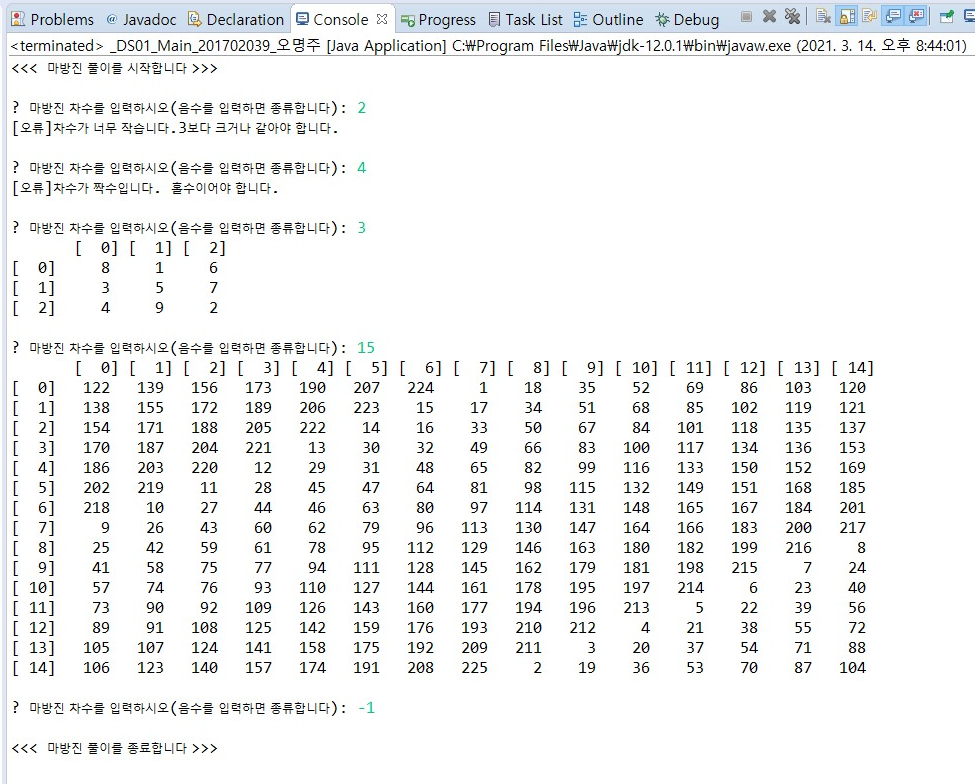 Problems @ Javadoc Declaration Console Progress Task List Outline Debug
<terminated> _DS01_Main_201702039_오명주 [Java Application] C:₩Program Files₩Java₩jdk-12.0.1₩bin₩javaw.exe (2021. 3. 14. 오후 8:44:01)
<<< 마방진 풀이를 시작합니다 >>>
? 마방진 차수를 입력하시오(음수를 입력하면 종료합니다): 2
[오류]차수가 너무 작습니다.3보다 크거나 같아야 합니다.
? 마방진 차수를 입력하시오(음수를 입력하면 종료합니다): 4
[오류]차수가 짝수입니다. 홀수이어야 합니다.
? 마방진 차수를 입력하시오(음수를 입력하면 종료합니다): 3
[ 0] [ 1] [ 2]
[ 0] 8 1 6
[ 1] 3 5 7
[ 2] 4 9 2
? 마방진 차수를 입력하시오(음수를 입력하면 종료합니다): 15
[ 0] [ 1] [ 2] [ 3] [ 4] [ 5] [ 6] [ 7] [ 8] [ 9] [ 10] [ 11] [ 12] [ 13] [ 14]
[ 0] 122 139 156 173 190 207 224 1 18 35 52 69 86 103 120
[ 1] 138 155 172 189 206 223 15 17 34 51 68 85 102 119 121
[ 2] 154 171 188 205 222 14 16 33 50 67 84 101 118 135 137
[ 3] 170 187 204 221 13 30 32 49 66 83 100 117 134 136 153
[ 4] 186 203 220 12 29 31 48 65 82 99 116 133 150 152 169
[ 5] 202 219 11 28 45 47 64 81 98 115 132 149 151 168 185
[ 6] 218 10 27 44 46 63 80 97 114 131 148 165 167 184 201
[ 7] 9 26 43 60 62 79 96 113 130 147 164 166 183 200 217
[ 8] 25 42 59 61 78 95 112 129 146 163 180 182 199 216 8
[ 9] 41 58 75 77 94 111 128 145 162 179 181 198 215 7 24
[ 10] 57 74 76 93 110 127 144 161 178 195 197 214 6 23 40
[ 11] 73 90 92 109 126 143 160 177 194 196 213 5 22 39 56
[ 12] 89 91 108 125 142 159 176 193 210 212 4 21 38 55 72
[ 13] 105 107 124 141 158 175 192 209 211 3 20 37 54 71 88
[ 14] 106 123 140 157 174 191 208 225 2 19 36 53 70 87 104
? 마방진 차수를 입력하시오(음수를 입력하면 종료합니다): -1
<<< 마방진 풀이를 종료합니다 >>>